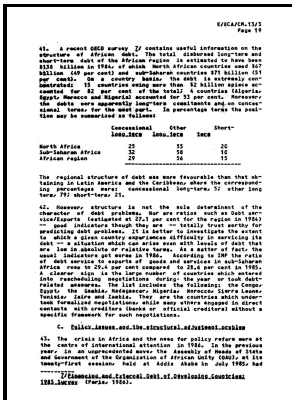 E/ECA/CM.13/3
Page 19
41. A recent OECD survey 7/ contains useful information on the
structure of African debt. The total disbursed long-term and
short-term debt of the African region is estimated to have been
$138 billion in 1984, of which North African countries owed $67
billion (49 per cent) and sub-Saharan countries $71 billion (51
per cent). On a country basis, the debt is extremely con-
centrated: 15 countries owing more than $2 billion apiece ac-
counted for 82 per cent of the total; 4 countries (Algeria,
Egypt, Morocco and Nigeria) accounted for 53 per cent. Moreover,
the debts were apparently long-term commitments and on conces-
sional terms, for the most part. In percentage terms the posi-
tion may be summarized as follows:
Concessional Other Short-
long term long term term
North Africa 25 55 20
Sub-Saharan Africa 32 58 10
African region 29 56 15
The regional structure of debt was more favourable than that ob-
taining in Latin America and the Caribbean, where the correspond-
ing percentages were: concessional long-term, 5; other long
term, 79; short-term 21.
42. However, structure is not the sole determinant of the
character of debt problems. Nor are ratios such as Debt ser-
vice/Exports (estimated at 27.1 per cent for the region in 1984)
-- good indicators though they are -- totally trust worthy for
predicting debt problems. It is better to investigate the extent
to which a given country experiences difficulty in servicing its
debt - a situation which can arise even with levels of debt that
are low in absolute or relative terms. As a matter of fact, the
usual indicators got worse in 1986. According to IMF the ratio
of debt service to exports of goods and services in sub-Saharan
Africa rose to 29.4 per cent compared to 28.6 per cent in 1985.
A clearer sign is the large number of countries which entered
into rescheduling negotiations during the year or took debt-
related measures. The list includes the following: the Congo;
Egypt, the Gambia; Madagascar; Nigeria; Morocco; Sierra Leone;
Tunisia; Zaire and Zambia. They are the countries which under-
took formalized negotiations; while many others engaged in direct
contacts with creditors (banks or official creditors) without a
specific framework for such negotiations.
C. Policy issues and the structural adjustment problem
43. The crisis in Africa and the need for policy reform were at
the centre of international attention in 1986. In the previous
year, in an unprecedented move, the Assembly of Heads of State
and Government of the Organization of African Unity (OAU), at its
twenty-first session, held at Addis Ababa in July 1985, had
7/Financing and External Debt of Developing Countries:
1985 Survey (Paris, 1986).